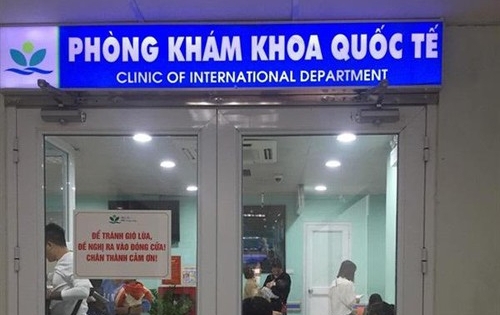 PHÒNG KHÁM KHOA QUỐC TẾ
CLINIC OF INTERNATIONAL DEPARTMENT
ĐỂ TRÁNH GIÓ LÙA,
ĐỀ NGHỊ RA VÀO ĐÓNG CỬA!
CHÂN THÀNH CẢM ƠN!